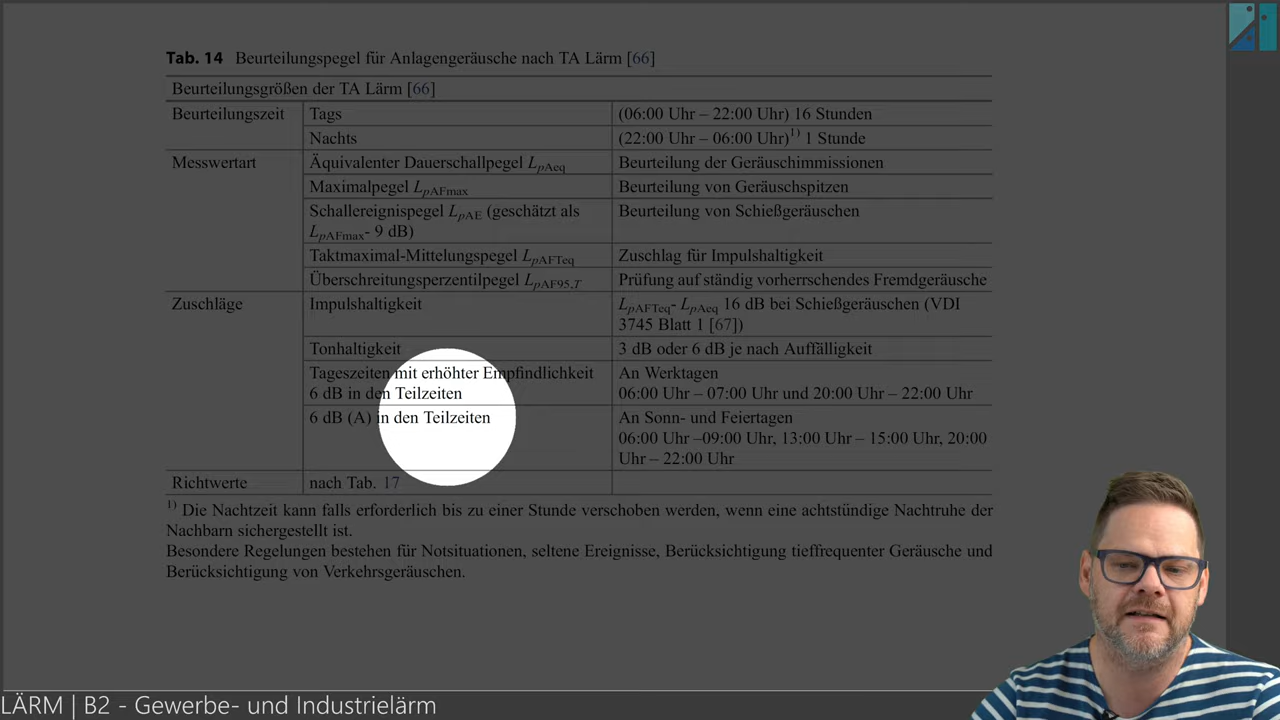 Tab. 14 Beurteilungspegel für Anlagengeräusche nach TA Lärm [66]
Beurteilungsgrößen der TA Lärm [66]
Beurteilungszeit Tags (06:00 Uhr – 22:00 Uhr) 16 Stunden
Nachts (22:00 Uhr – 06:00 Uhr)1) 1 Stunde
Messwertart Äquivalenter Dauerschallpegel LpAeq Beurteilung der Geräuschimmissionen
Maximalpegel LpAFmax Beurteilung von Geräuschspitzen
Schallereignispegel LpAE (geschätzt als Beurteilung von Schießgeräuschen
LpAFmax- 9 dB)
Taktmaximal-Mittelungspegel LpAFTeq Zuschlag für Impulshaltigkeit
Überschreitungsperzentilpegel LpAF95,T Prüfung auf ständig vorherrschendes Fremdgeräusche
Zuschläge Impulshaltigkeit LpAFTeq- LpAeq 16 dB bei Schießgeräuschen (VDI
3745 Blatt 1 [67])
Tonhaltigkeit 3 dB oder 6 dB je nach Auffälligkeit
Tageszeiten mit erhöhter Empfindlichkeit An Werktagen
6 dB in den Teilzeiten 06:00 Uhr – 07:00 Uhr und 20:00 Uhr – 22:00 Uhr
6 dB (A) in den Teilzeiten An Sonn- und Feiertagen
06:00 Uhr –09:00 Uhr, 13:00 Uhr – 15:00 Uhr, 20:00
Uhr – 22:00 Uhr
Richtwerte nach Tab. 17
1) Die Nachtzeit kann falls erforderlich bis zu einer Stunde verschoben werden, wenn eine achtstündige Nachtruhe der
Nachbarn sichergestellt ist.
Besondere Regelungen bestehen für Notsituationen, seltene Ereignisse, Berücksichtigung tieffrequenter Geräusche und
Berücksichtigung von Verkehrsgeräuschen.
LÄRM | B2 - Gewerbe- und Industrielärm